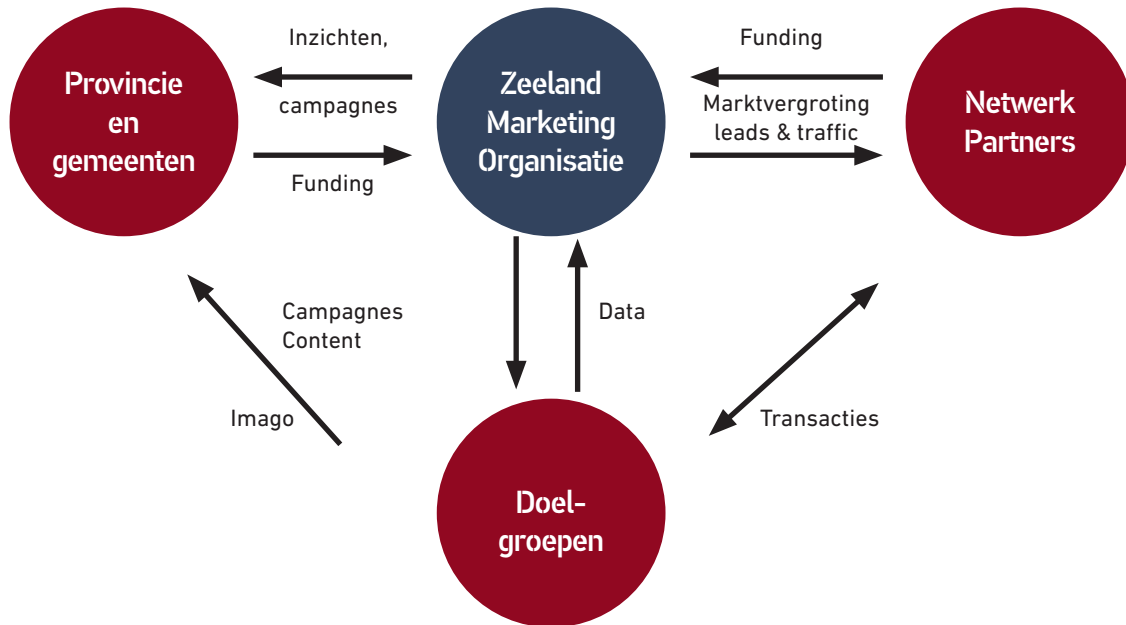 Provincie
en
gemeenten
Inzichten,
campagnes
Funding
Zeeland
Marketing
Organisatie
Funding
Marktvergroting
leads & traffic
Netwerk
Partners
Campagnes
Content
Data
Imago
Transacties
Doel-
groepen